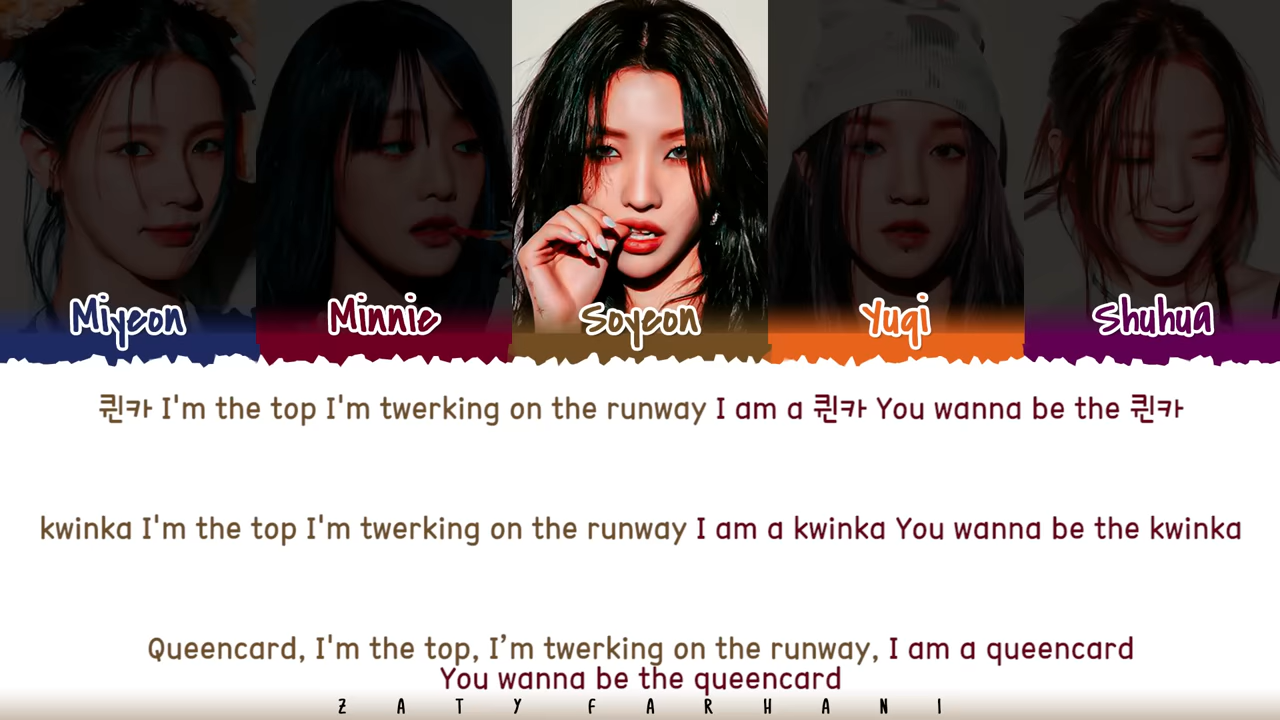 Miyeon Minnie Soyeon Yuqi Shuhua
퀸카 I'm the top I'm twerking on the runway I am a 퀸카 You wanna be the 퀸카
kwinka I'm the top I'm twerking on the runway I am a kwinka You wanna be the kwinka
Queencard, I'm the top, I’m twerking on the runway, I am a queencard
You wanna be the queencard
ZATY FARHANI